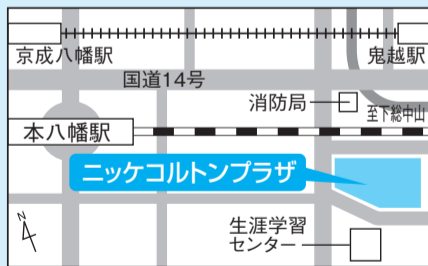 京成八幡駅
鬼越駅
国道14号
消防局
至下総中山
本八幡駅
ニッケコルトンプラザ
N
生涯学習
センター